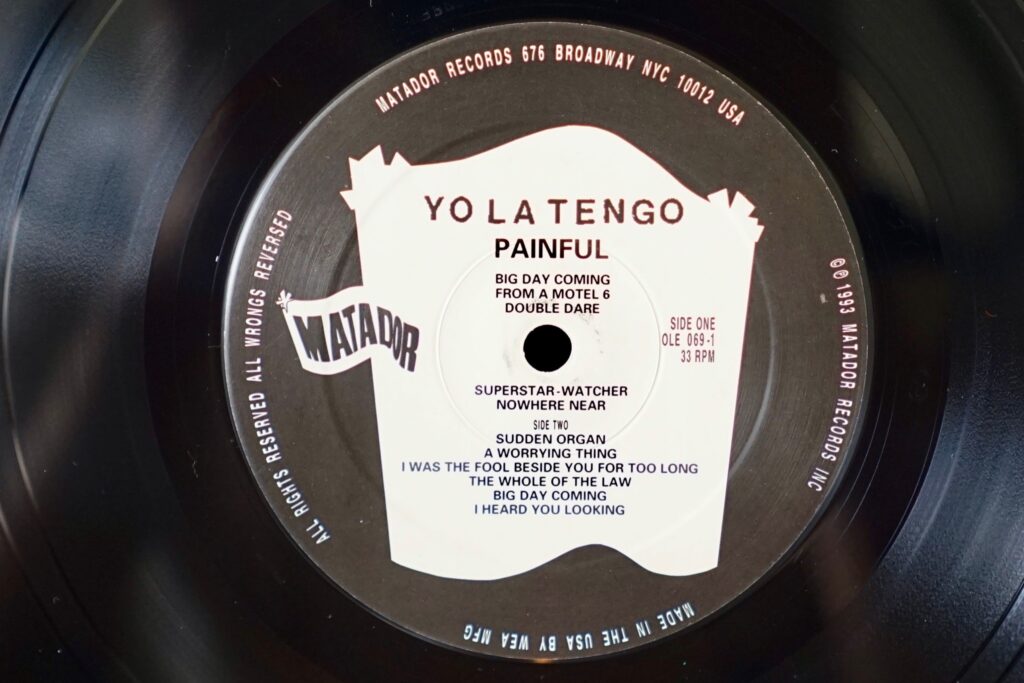 MATADOR RECORDS 676 BROADWAY NYC 10012 USA
YO LA TENGO
PAINFUL
BIG DAY COMING
FROM A MOTEL 6
DOUBLE DARE
SIDE ONE
OLE 069-1
33 RPM
MATADOR
SUPERSTAR-WATCHER
NOWHERE NEAR
SIDE TWO
SUDDEN ORGAN
A WORRYING THING
I WAS THE FOOL BESIDE YOU FOR TOO LONG
THE WHOLE OF THE LAW
BIG DAY COMING
I HEARD YOU LOOKING
©℗1993 MATADOR RECORDS INC
MADE IN THE USA BY WEA MFG
ALL RIGHTS RESERVED ALL WRONGS REVERSED